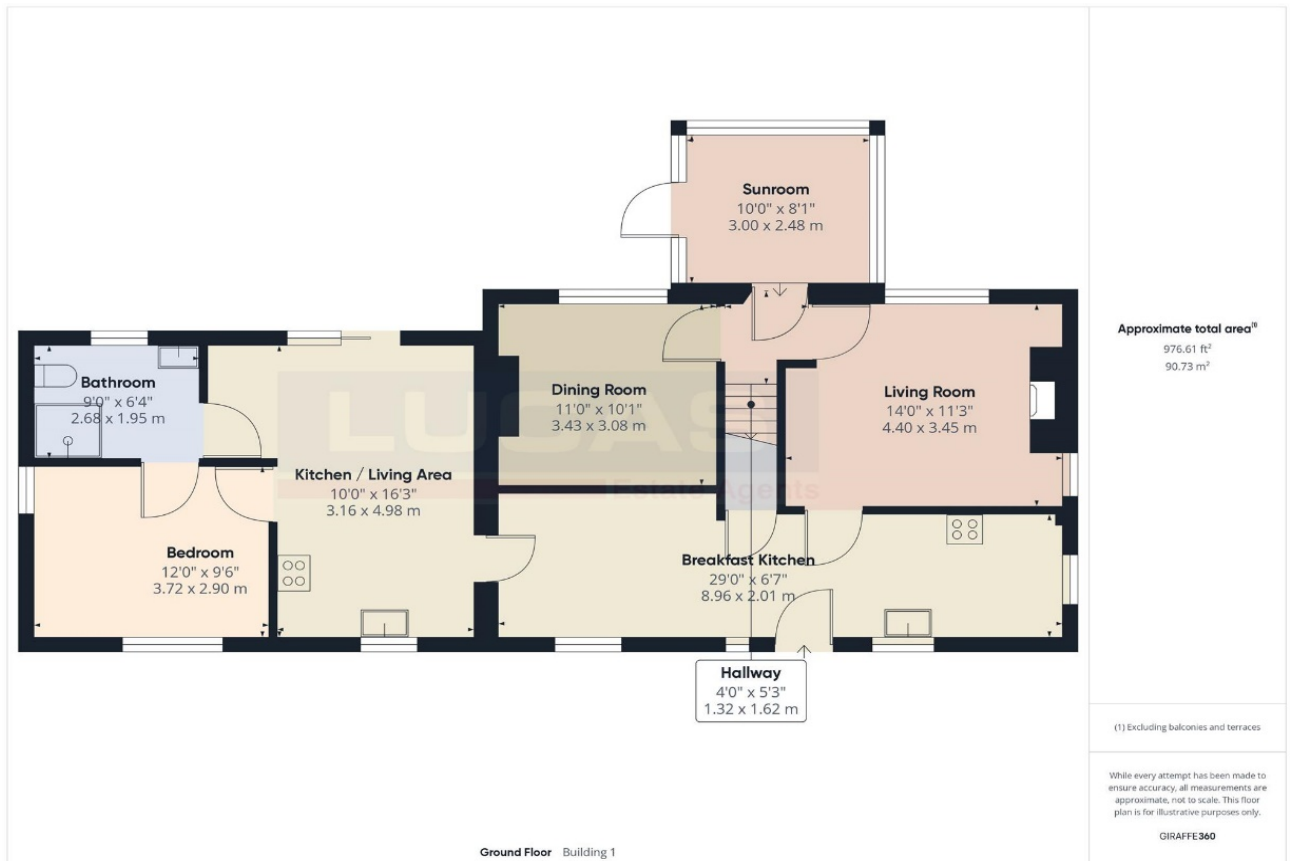 Sunroom
10'0" x 8'1"
3.00 x 2.48 m
Bathroom
9'0" x 6'4"
2.68 x 1.95 m
Dining Room
11'0" x 10'1"
3.43 x 3.08 m
Living Room
14'0" x 11'3"
4.40 x 3.45 m
Kitchen / Living Area
10'0" x 16'3"
3.16 x 4.98 m
LUCAS
Estate Agents
Bedroom
12'0" x 9'6"
3.72 x 2.90 m
Breakfast Kitchen
29'0" x 6'7"
8.96 x 2.01 m
Hallway
4'0" x 5'3"
1.32 x 1.62 m
Ground Floor Building 1
Approximate total area⁽¹⁾
976.61 ft²
90.73 m²
(1) Excluding balconies and terraces
While every attempt has been made to
ensure accuracy, all measurements are
approximate, not to scale. This floor
plan is for illustrative purposes only.
GIRAFFE360